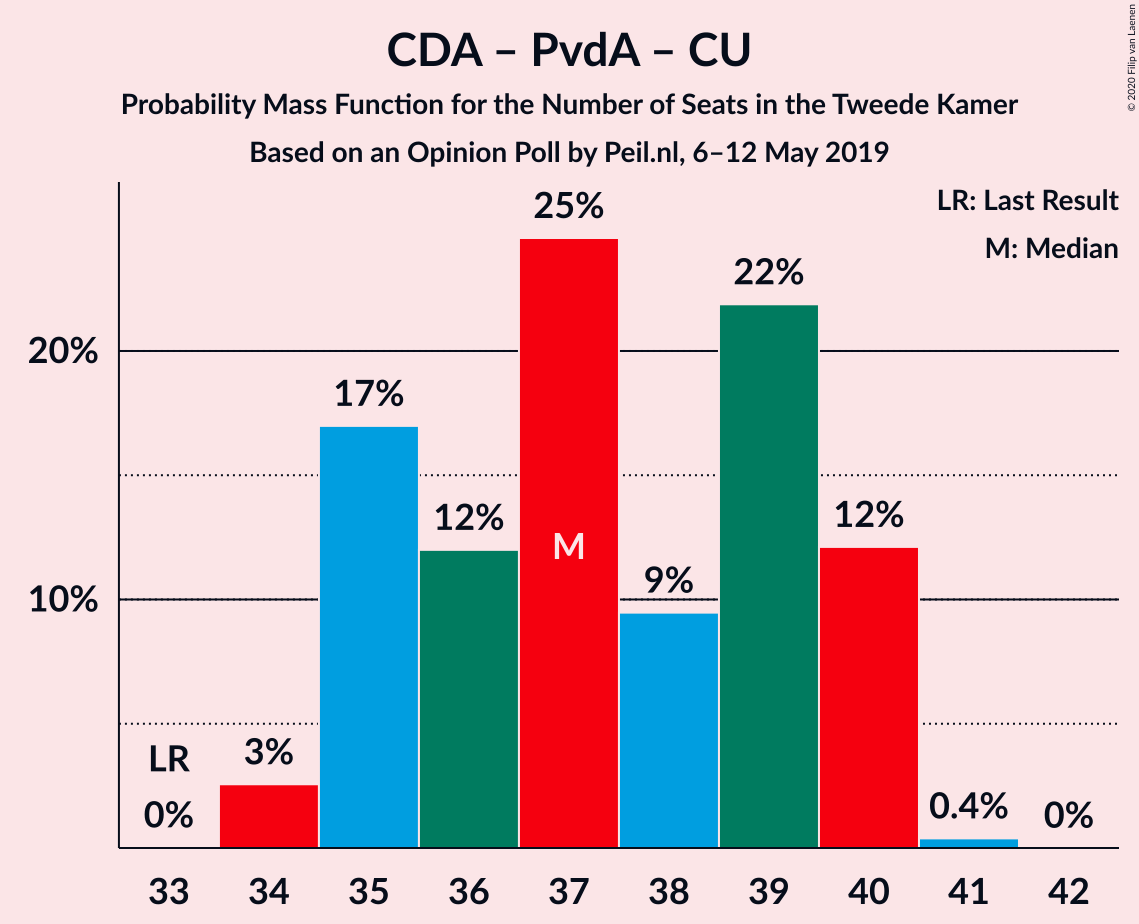 CDA – PvdA – CU
Probability Mass Function for the Number of Seats in the Tweede Kamer
Based on an Opinion Poll by Peil.nl, 6–12 May 2019
© 2020 Filip van Laenen
LR: Last Result
M: Median
25%
22%
20%
17%
12%
12%
M
9%
10%
LR
3%
0%
0.4%
0%
33 34 35 36 37 38 39 40 41 42